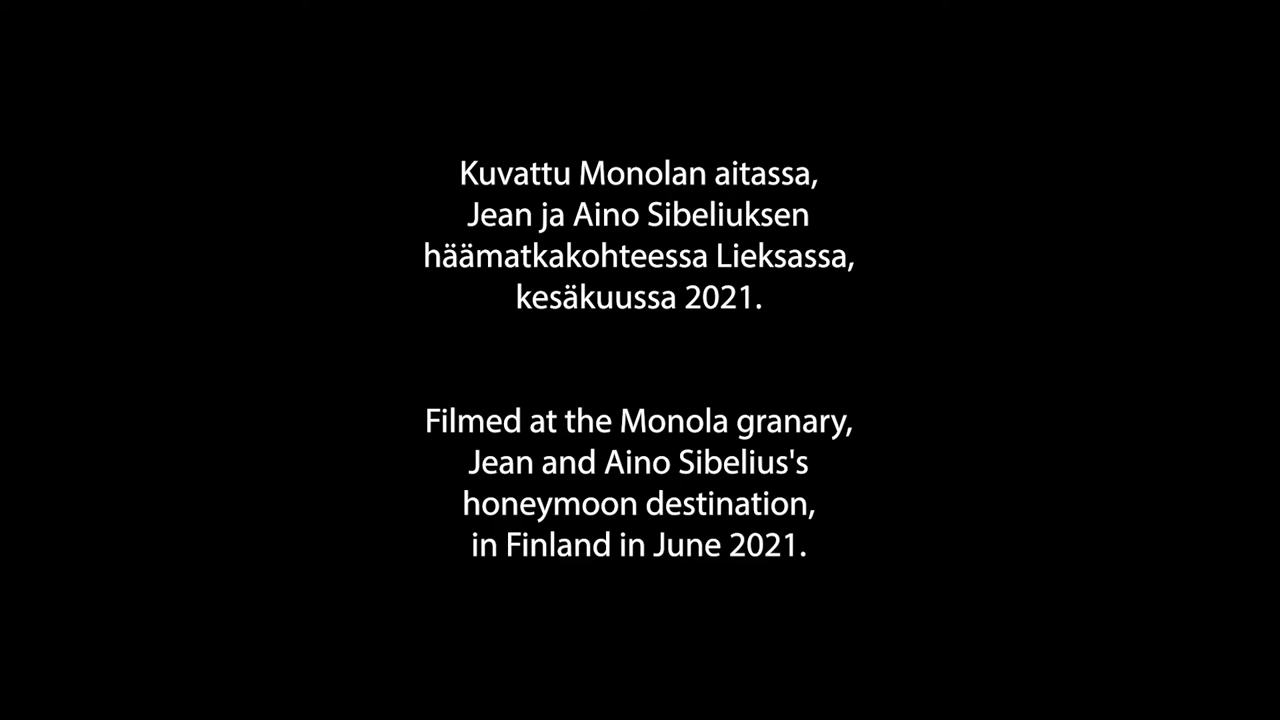 Kuvattu Monolan aitassa,
Jean ja Aino Sibeliuksen
häämatkakohteessa Lieksassa,
kesäkuussa 2021.
Filmed at the Monola granary,
Jean and Aino Sibelius's
honeymoon destination,
in Finland in June 2021.